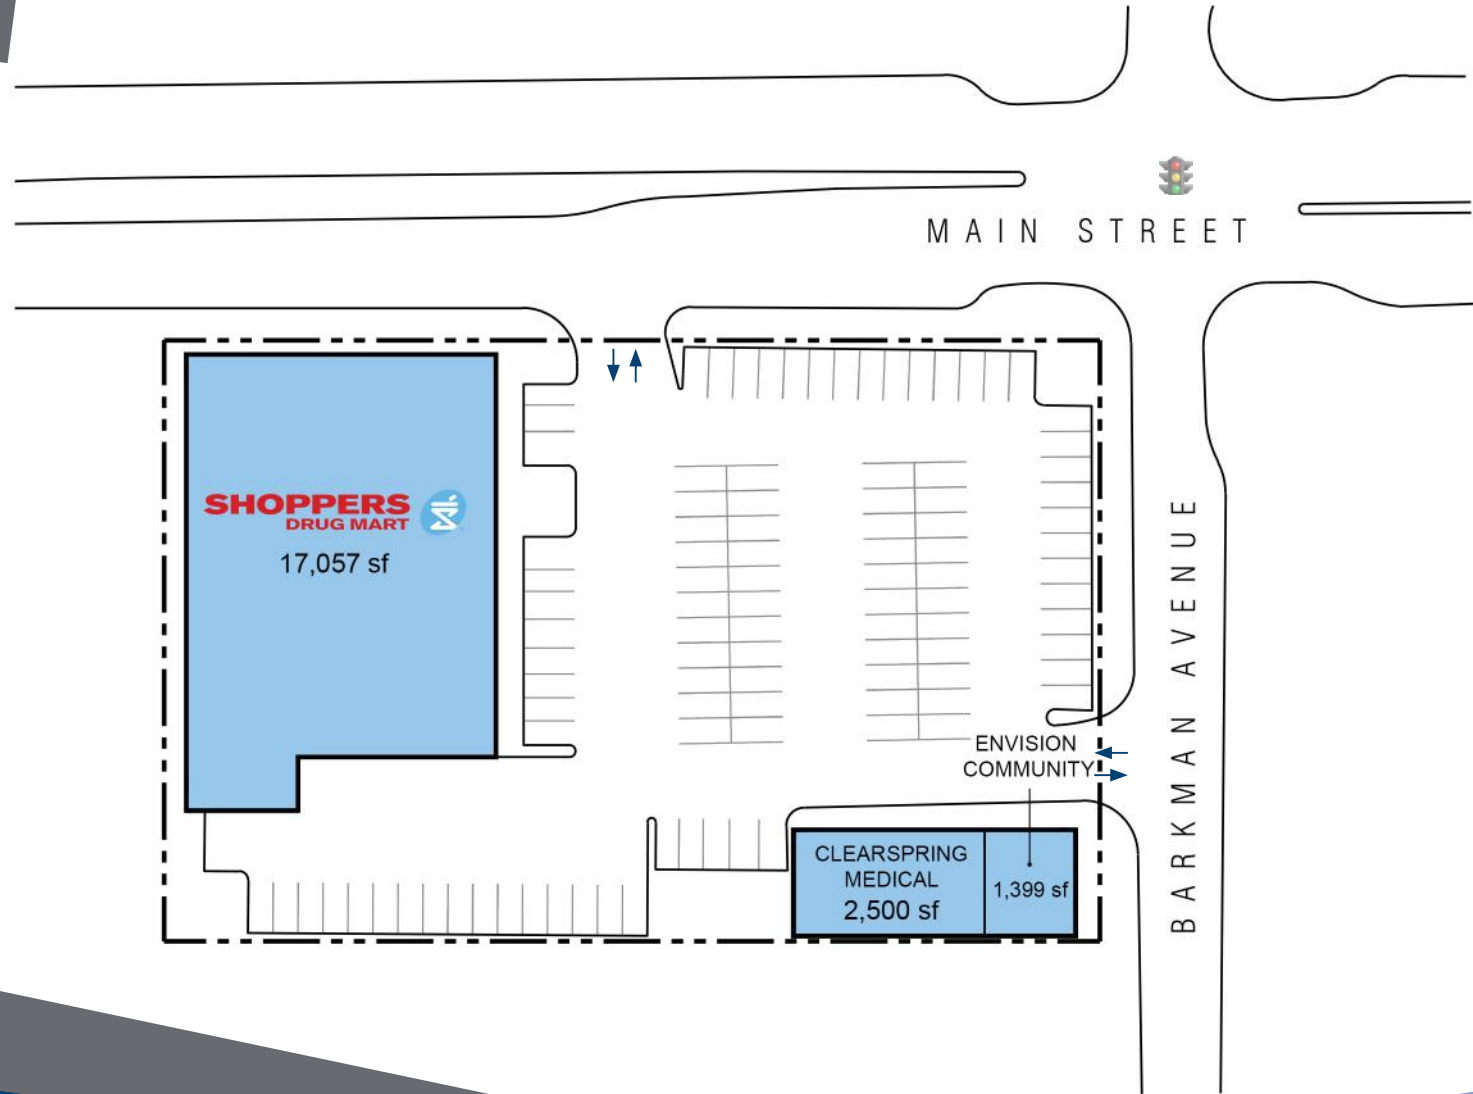 MAIN STREET
SHOPPERS
DRUG MART
17,057 sf
BARKMAN AVENUE
ENVISION
COMMUNITY
CLEARSPRING
MEDICAL
2,500 sf
1,399 sf